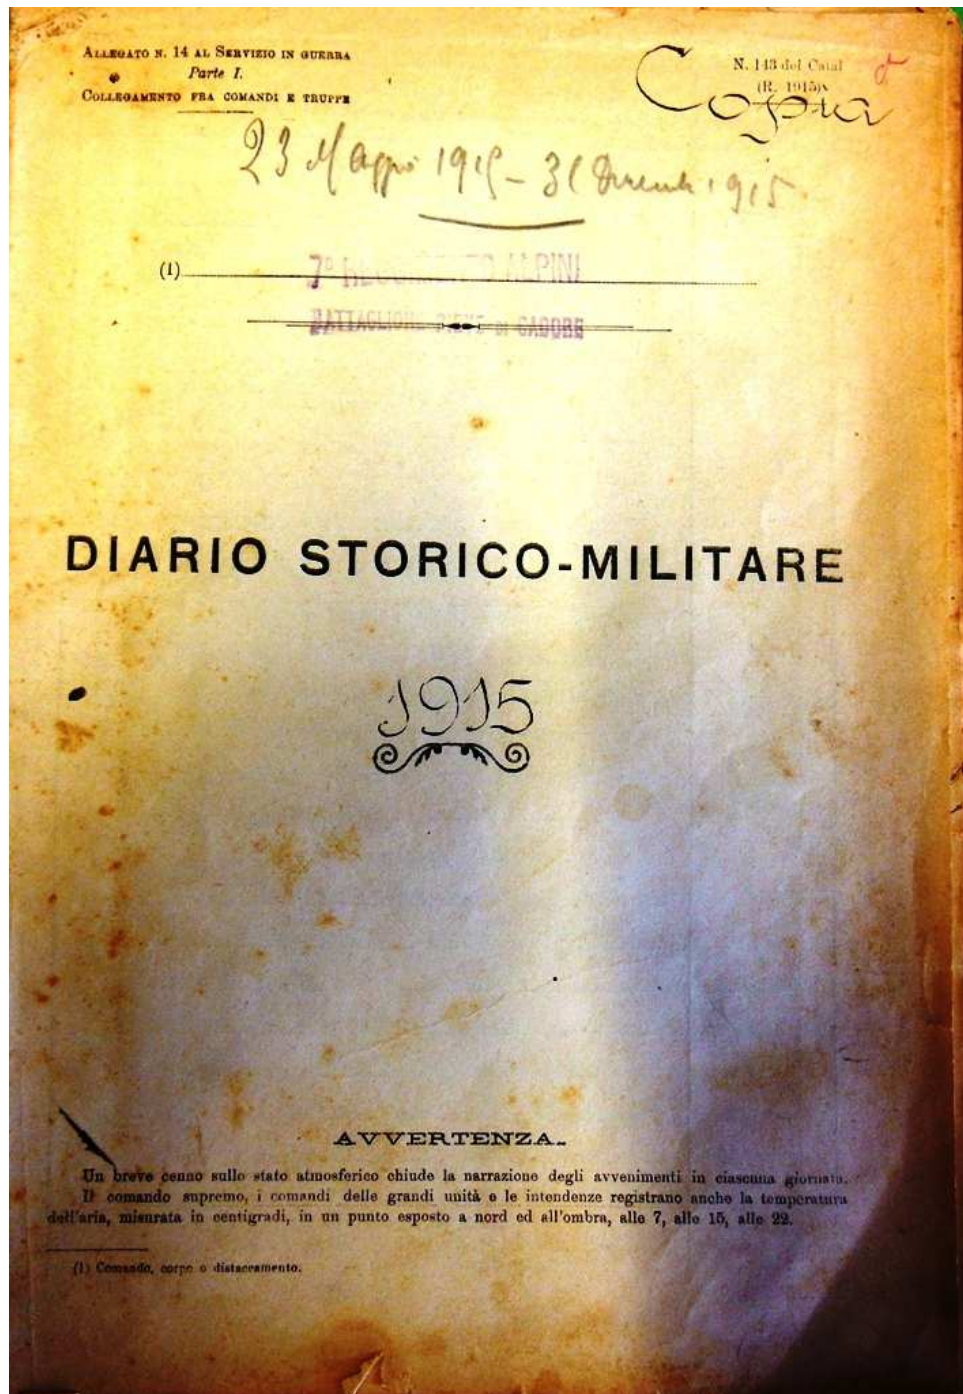 ALLEGATO N. 14 AL SERVIZIO IN GUERRA
Parte I.
COLLEGAMENTO FRA COMANDI E TRUPPE
N. 143 del Catal
(R. 1915)
Copia
23 Maggio 1915 - 31 Dicembre 1915
(1)
7° REGGIMENTO ALPINI
BATTAGLIONE PIEVE DI CADORE
DIARIO STORICO-MILITARE
1915
AVVERTENZA.
Un breve cenno sullo stato atmosferico chiude la narrazione degli avvenimenti in ciascuna giornata.
Il comando supremo, i comandi delle grandi unità e le intendenze registrano anche la temperatura
dell'aria, misurata in centigradi, in un punto esposto a nord ed all'ombra, alle 7, alle 15, alle 22.
(1) Comando, corpo o distaccamento.